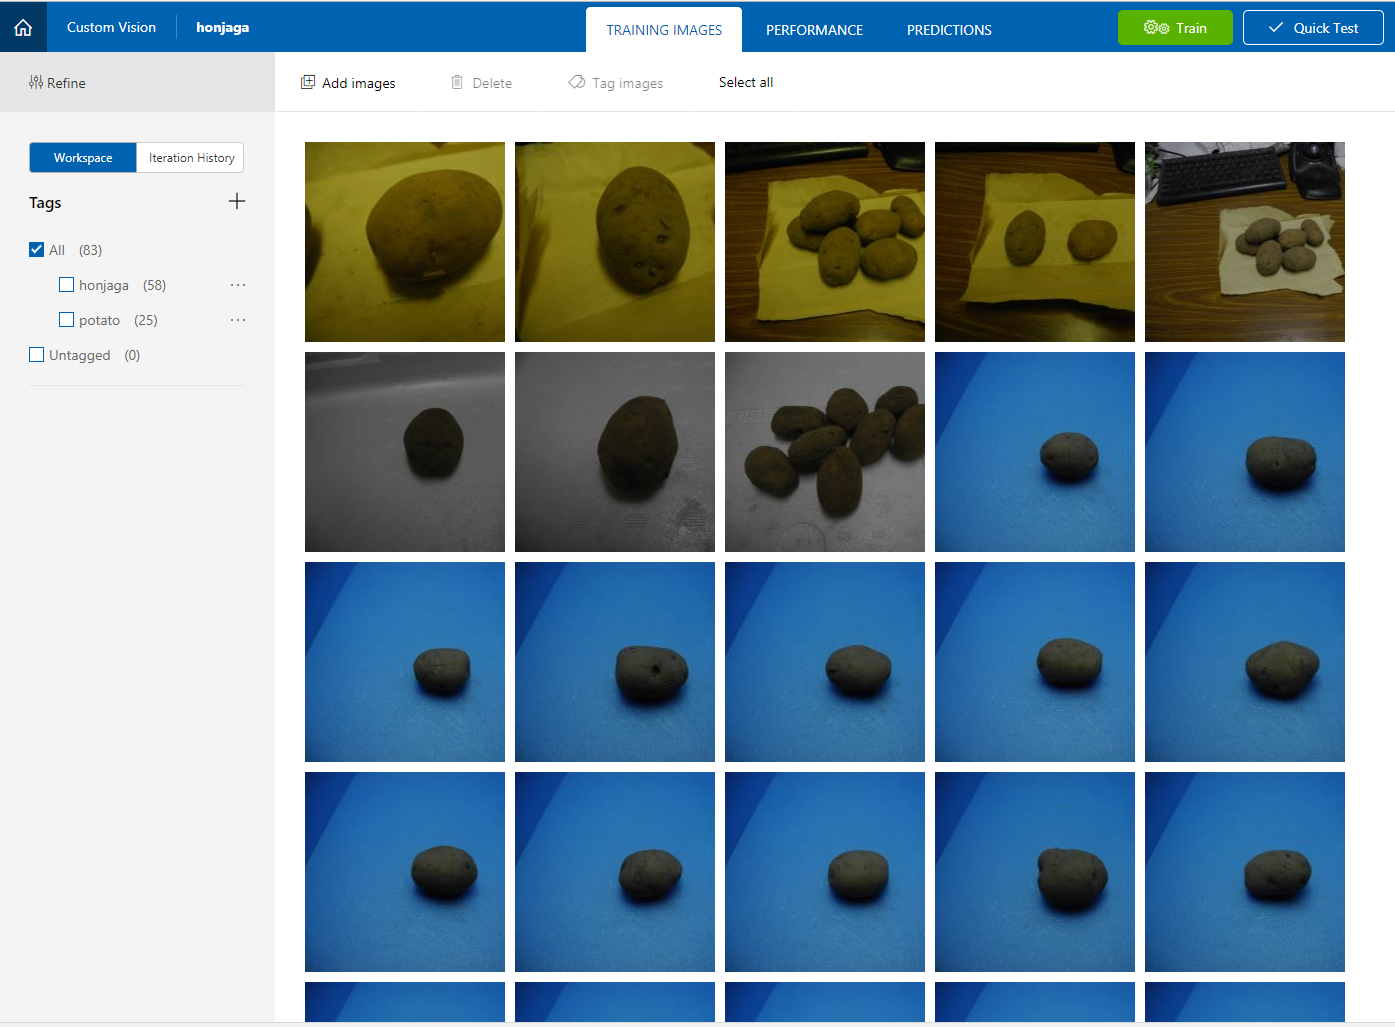 Custom Vision
honjaga
TRAINING IMAGES
PERFORMANCE
PREDICTIONS
Train
Quick Test
Refine
Add images
Delete
Tag images
Select all
Workspace
Iteration History
Tags
All (83)
honjaga (58)
potato (25)
Untagged (0)